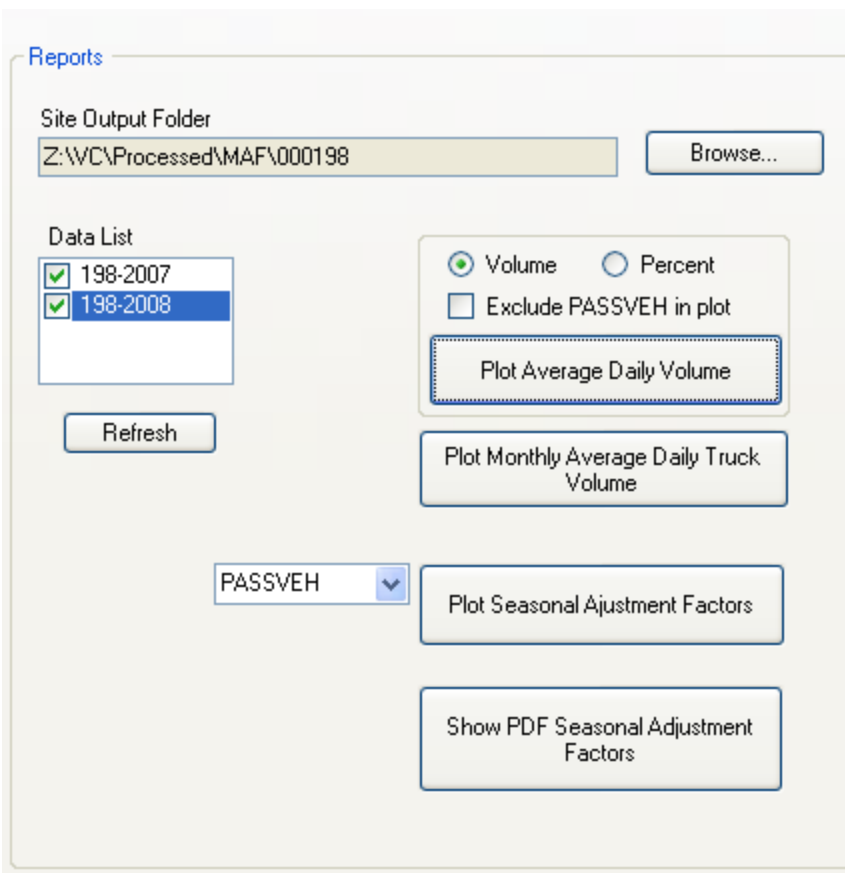 Reports
Site Output Folder
Z:\VC\Processed\MAF\000198
Browse...
Data List
198-2007
198-2008
Refresh
Volume
Percent
Exclude PASSVEH in plot
Plot Average Daily Volume
Plot Monthly Average Daily Truck
Volume
PASSVEH
Plot Seasonal Ajustment Factors
Show PDF Seasonal Adjustment
Factors